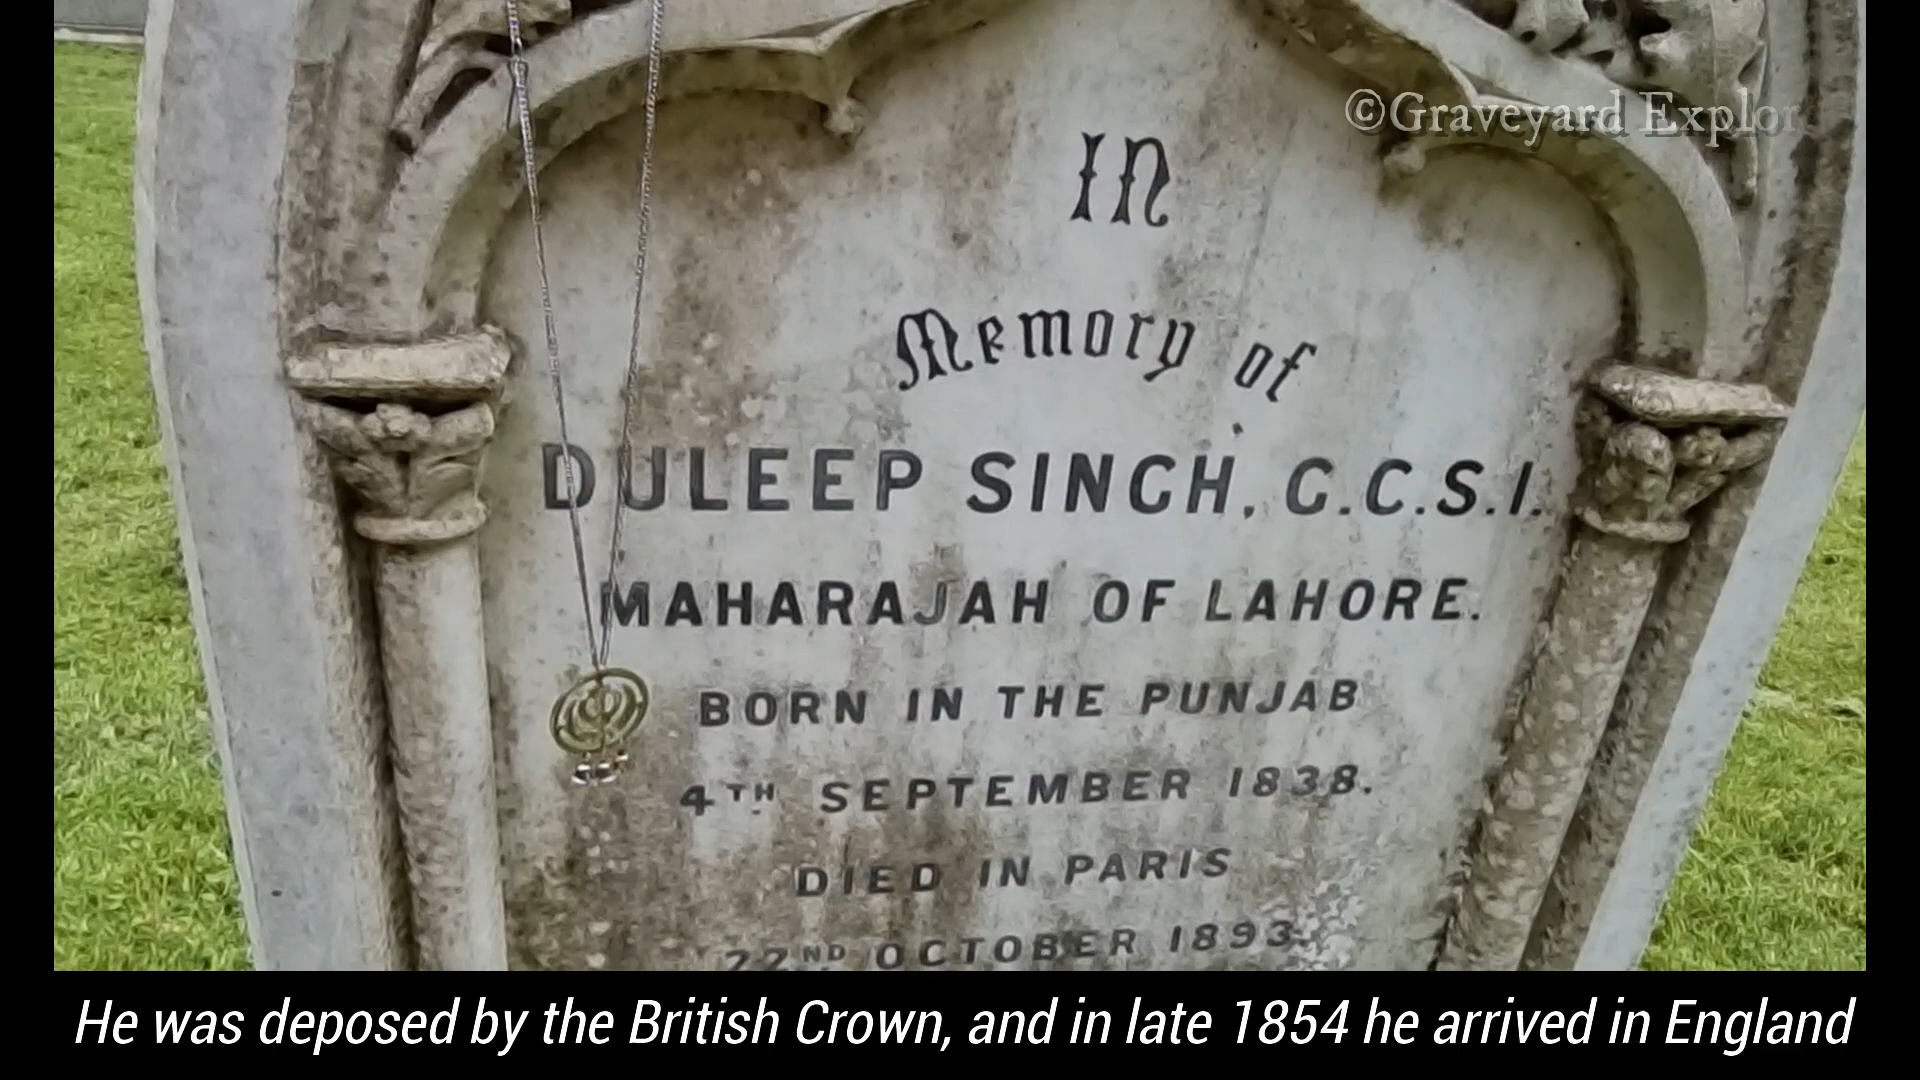 ©Graveyard Explor
In
Memory of
DULEEP SINGH, G.C.S.I.
MAHARAJAH OF LAHORE.
BORN IN THE PUNJAB
4TH SEPTEMBER 1838.
DIED IN PARIS
22ND OCTOBER 1893.
He was deposed by the British Crown, and in late 1854 he arrived in England